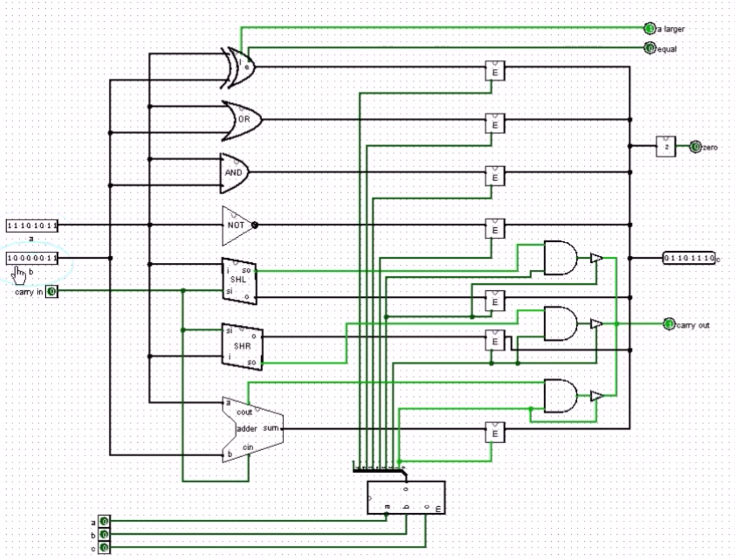 a larger
equal
l
e
E
OR
E
z
zero
AND
E
1 1 1 0 1 0 1 1
a
NOT
E
1 0 0 0 0 0 1 1
b
0 1 1 0 1 1 1 0 c
i
so
SHL
carry in
si
o
E
si
o
SHR
E
carry out
i
so
a
cout
adder
sum
E
b
cin
o
a
b
c
E
a
b
c